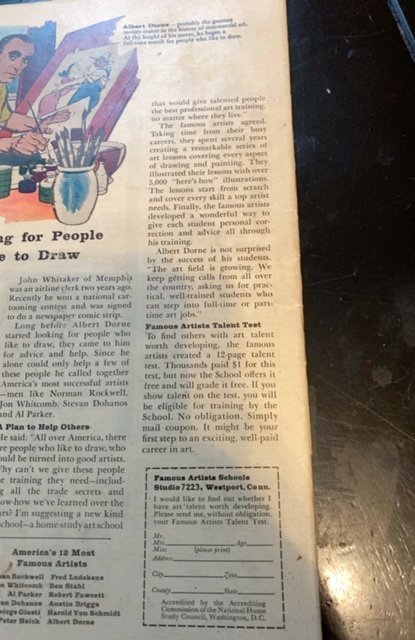 Albert Dorne—probably the greatest
money-maker in the history of commercial art.
At the height of his career, he began a
full-time search for people who like to draw.
ng for People
e to Draw
John Whitaker of Memphis
was an airline clerk two years ago.
Recently he won a national car-
tooning contest and was signed
to do a newspaper comic strip.
Long before Albert Dorne
started looking for people who
like to draw, they came to him
for advice and help. Since he
alone could only help a few of
these people he called together
America's most successful artists
—men like Norman Rockwell,
Jon Whitcomb, Stevan Dohanos
and Al Parker.
A Plan to Help Others
He said: "All over America, there
re people who like to draw, who
ould be turned into good artists.
Why can't we give these people
e training they need—includ-
g all the trade secrets and
ow-how we've learned over the
ars? I'm suggesting a new kind
chool—a home-study art school
America's 12 Most
Famous Artists
an Rockwell Fred Ludekens
n Whitcomb Ben Stahl
Al Parker Robert Fawcett
an Dohanos Austin Briggs
eorge Giusti Harold Von Schmidt
Peter Helck Albert Dorne
that would give talented people
the best professional art training,
no matter where they live."
The famous artists agreed.
Taking time from their busy
careers, they spent several years
creating a remarkable series of
art lessons covering every aspect
of drawing and painting. They
illustrated their lessons with over
5,000 "here's-how" illustrations.
The lessons start from scratch
and cover every skill a top artist
needs. Finally, the famous artists
developed a wonderful way to
give each student personal cor-
rection and advice all through
his training.
Albert Dorne is not surprised
by the success of his students.
"The art field is growing. We
keep getting calls from all over
the country, asking us for prac-
tical, well-trained students who
can step into full-time or part-
time art jobs."
Famous Artists Talent Test
To find others with art talent
worth developing, the famous
artists created a 12-page talent
test. Thousands paid $1 for this
test, but now the School offers it
free and will grade it free. If you
show talent on the test, you will
be eligible for training by the
School. No obligation. Simply
mail coupon. It might be your
first step to an exciting, well-paid
career in art.
Famous Artists Schools
Studio 7223, Westport, Conn.
I would like to find out whether I
have art talent worth developing.
Please send me, without obligation,
your Famous Artists Talent Test.
Mr.
Mrs. Age
Miss (please print)
Address
City Zone
County State
Accredited by the Accrediting
Commission of the National Home
Study Council, Washington, D.C.